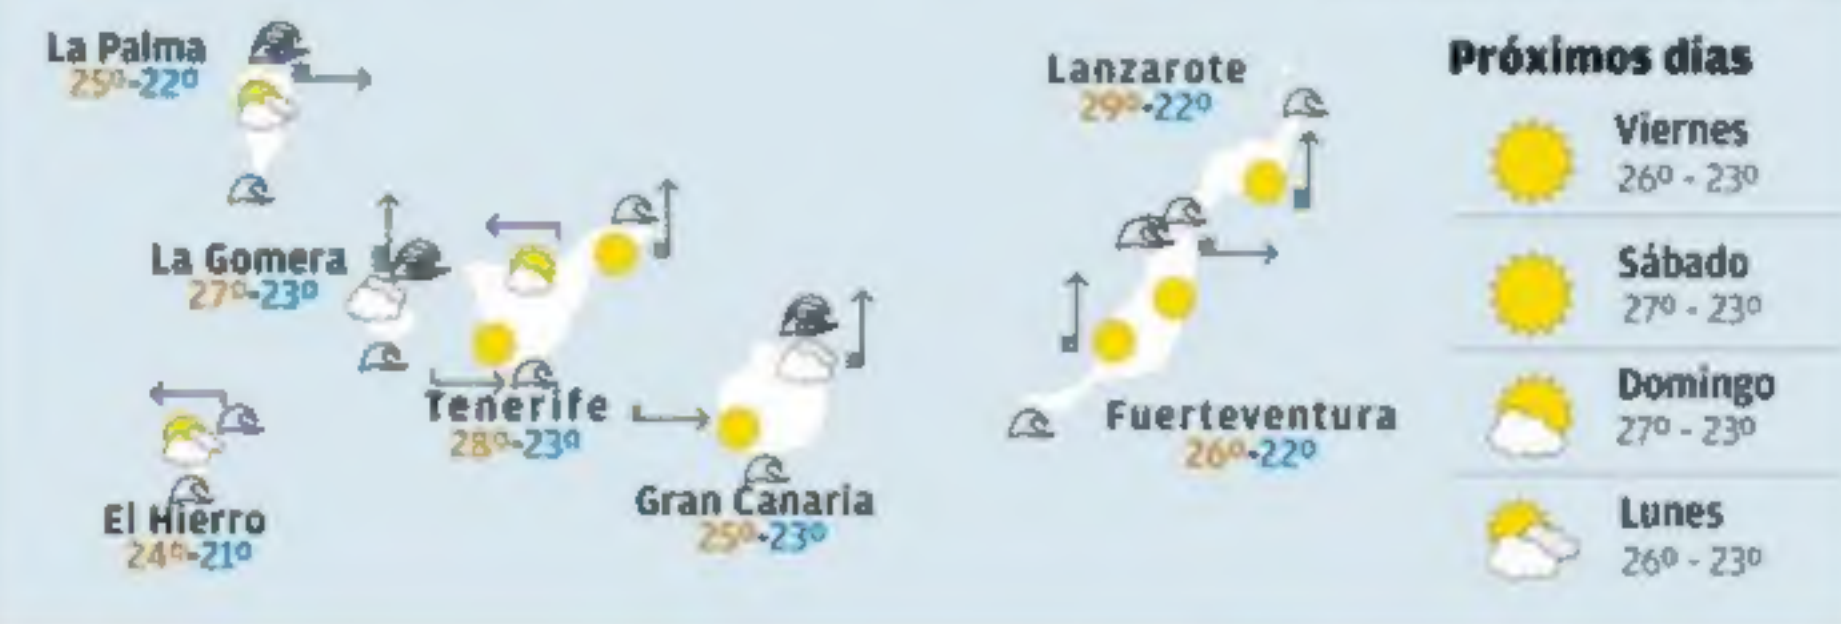 La Palma
25º-22º
Lanzarote
29º-22º
La Gomera
27º-23º
Tenerife
28º-23º
El Hierro
24º-21º
Gran Canaria
25º-23º
Fuerteventura
26º-22º
Próximos días
Viernes
26º - 23º
Sábado
27º - 23º
Domingo
27º - 23º
Lunes
26º - 23º